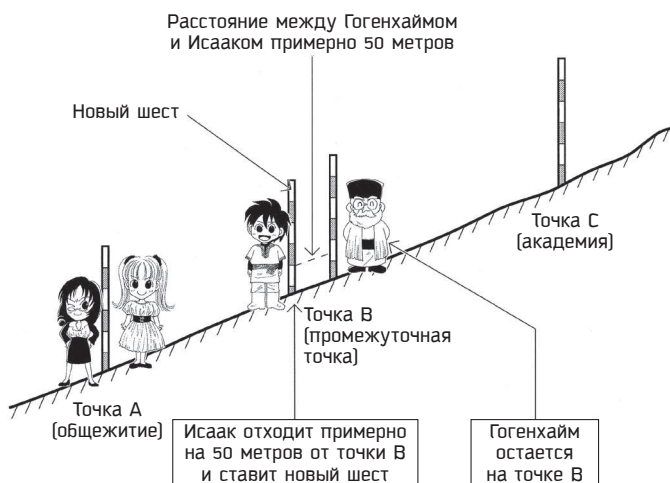 Расстояние между Гогенхаймом
и Исааком примерно 50 метров
Новый шест
Точка C
(академия)
Точка B
(промежуточная
точка)
Точка A
(общежитие)
Исаак отходит примерно
на 50 метров от точки B
и ставит новый шест
Гогенхайм
остается
на точке B